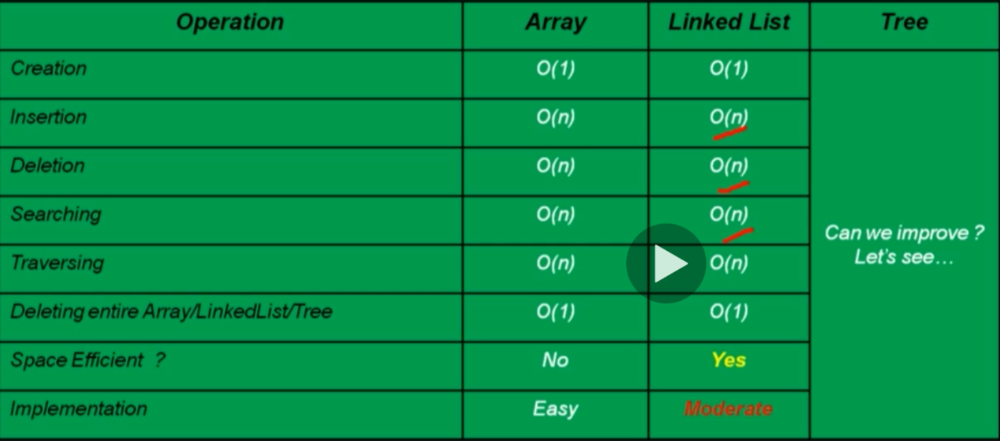 Operation Array Linked List Tree
Creation O(1) O(1)
Insertion O(n) O(n)
Deletion O(n) O(n)
Searching O(n) O(n)
Traversing O(n) O(n)
Deleting entire Array/LinkedList/Tree O(1) O(1)
Space Efficient ? No Yes
Implementation Easy Moderate
Can we improve ?
Let's see...